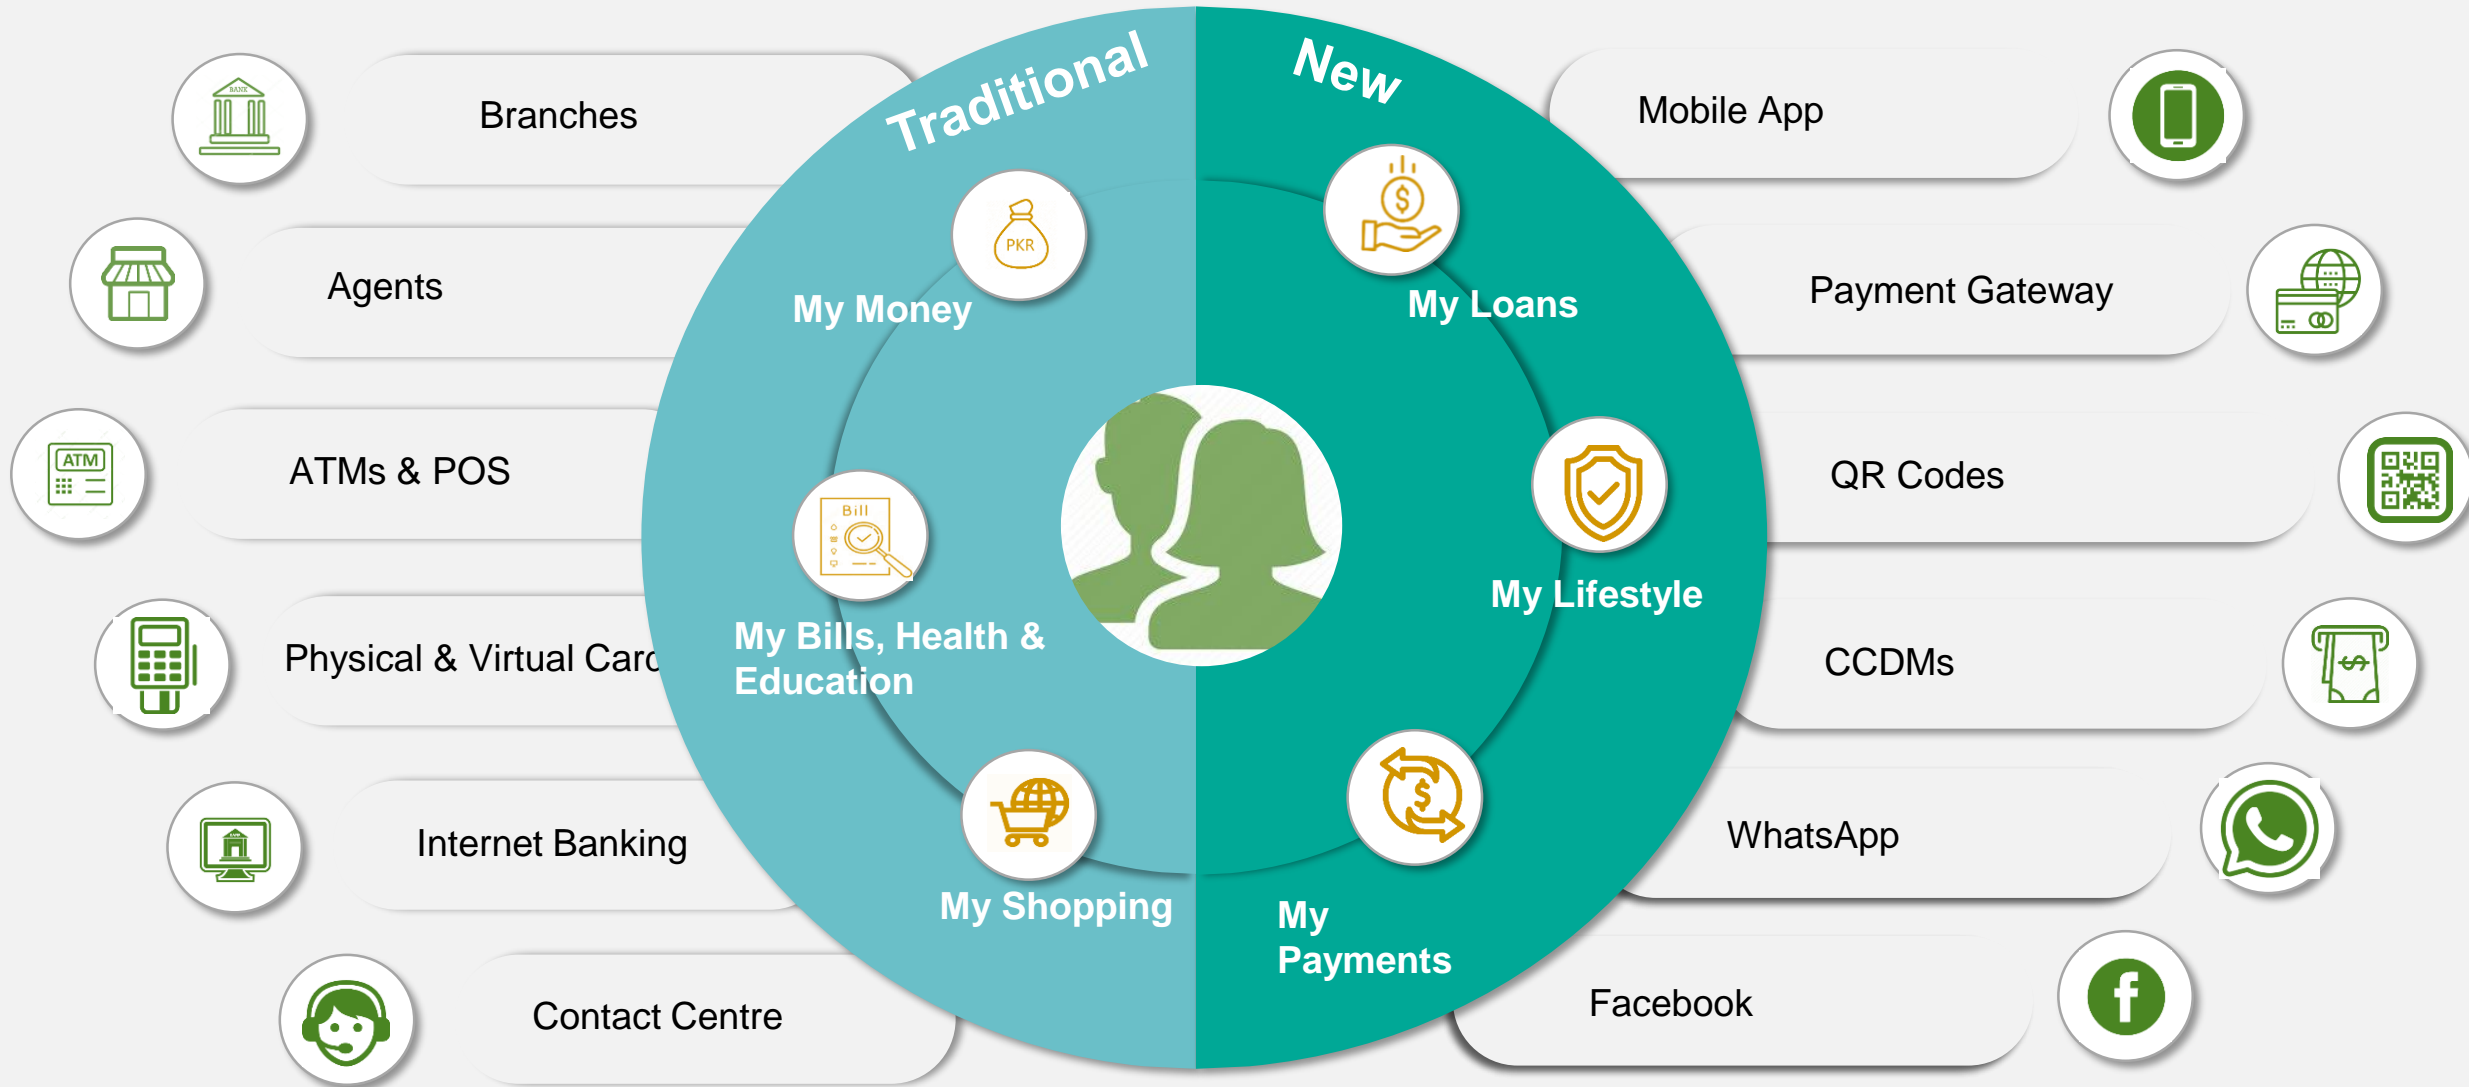 Traditional
New
BANK
Branches
Agents
ATM
ATMs & POS
Physical & Virtual Card
Internet Banking
Contact Centre
PKR
My Money
Bill
My Bills, Health &
Education
My Shopping
$
My Loans
My Lifestyle
$
My
Payments
Mobile App
Payment Gateway
QR Codes
CCDMs
$
WhatsApp
Facebook
f